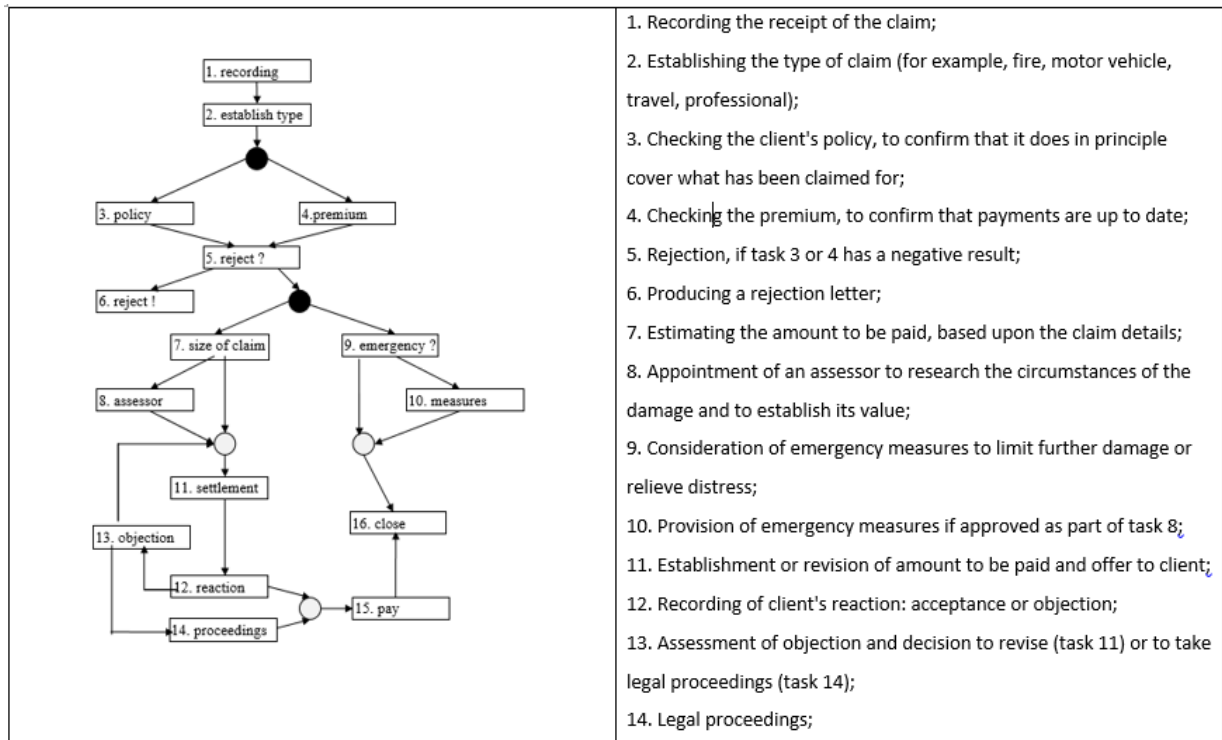 1. recording
2. establish type
3. policy
4.premium
5. reject ?
6. reject !
7. size of claim
9. emergency ?
8. assessor
10. measures
11. settlement
16. close
13. objection
12. reaction
15. pay
14. proceedings
1. Recording the receipt of the claim;
2. Establishing the type of claim (for example, fire, motor vehicle,
travel, professional);
3. Checking the client's policy, to confirm that it does in principle
cover what has been claimed for;
4. Checking the premium, to confirm that payments are up to date;
5. Rejection, if task 3 or 4 has a negative result;
6. Producing a rejection letter;
7. Estimating the amount to be paid, based upon the claim details;
8. Appointment of an assessor to research the circumstances of the
damage and to establish its value;
9. Consideration of emergency measures to limit further damage or
relieve distress;
10. Provision of emergency measures if approved as part of task 8;
11. Establishment or revision of amount to be paid and offer to client;
12. Recording of client's reaction: acceptance or objection;
13. Assessment of objection and decision to revise (task 11) or to take
legal proceedings (task 14);
14. Legal proceedings;